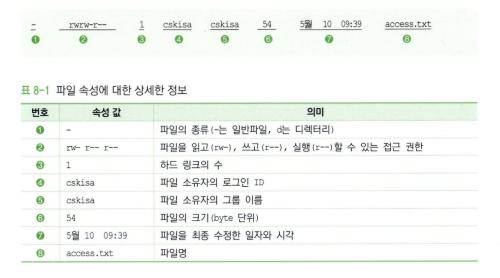 - rwrw-r-- 1 cskisa cskisa 54 5월 10 09:39 access.txt
❶ ❷ ❸ ❹ ❺ ❻ ❼ ❽
표 8-1 파일 속성에 대한 상세한 정보
번호 속성 값 의미
❶ - 파일의 종류(-는 일반파일, d는 디렉터리)
❷ rw- r-- r-- 파일을 읽고(rw-), 쓰고(r--), 실행(r--)할 수 있는 접근 권한
❸ 1 하드 링크의 수
❹ cskisa 파일 소유자의 로그인 ID
❺ cskisa 파일 소유자의 그룹 이름
❻ 54 파일의 크기(byte 단위)
❼ 5월 10 09:39 파일을 최종 수정한 일자와 시각
❽ access.txt 파일명